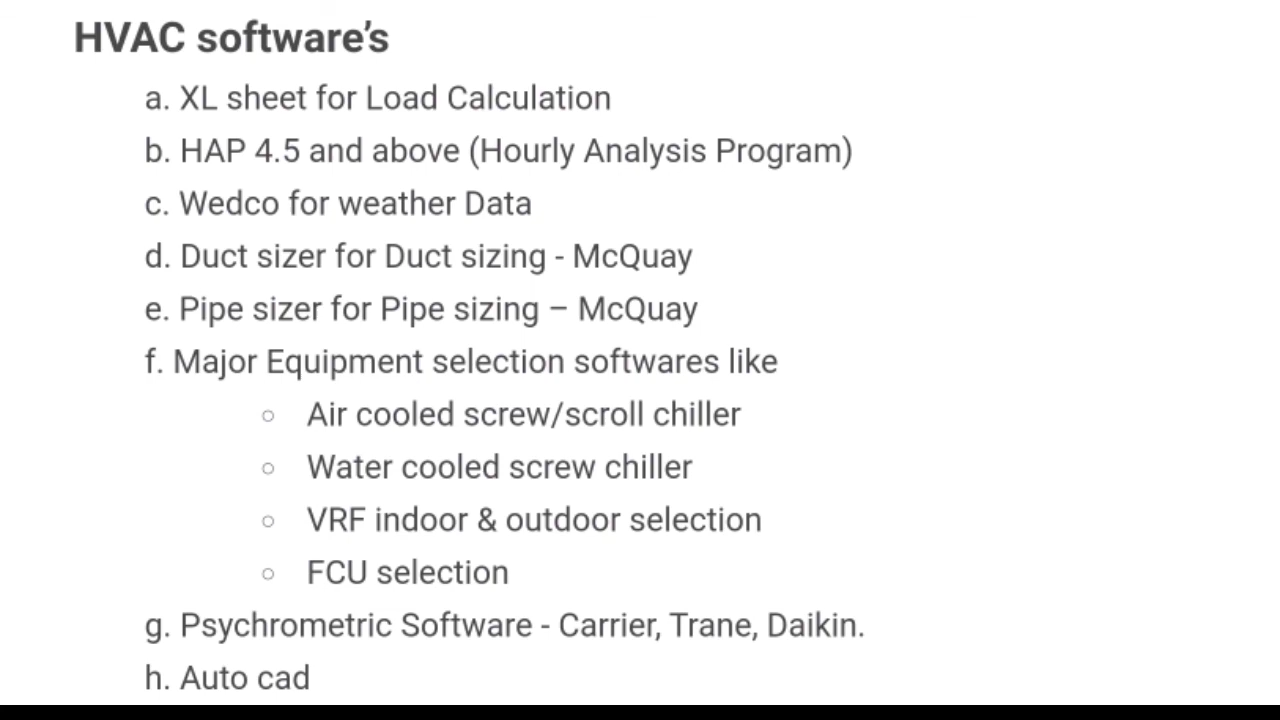 HVAC software’s
a. XL sheet for Load Calculation
b. HAP 4.5 and above (Hourly Analysis Program)
c. Wedco for weather Data
d. Duct sizer for Duct sizing - McQuay
e. Pipe sizer for Pipe sizing – McQuay
f. Major Equipment selection softwares like
○ Air cooled screw/scroll chiller
○ Water cooled screw chiller
○ VRF indoor & outdoor selection
○ FCU selection
g. Psychrometric Software - Carrier, Trane, Daikin.
h. Auto cad